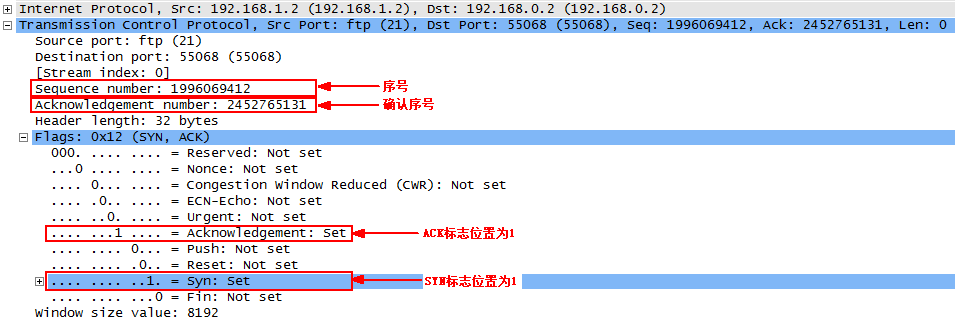 Internet Protocol, Src: 192.168.1.2 (192.168.1.2), Dst: 192.168.0.2 (192.168.0.2)
Transmission Control Protocol, Src Port: ftp (21), Dst Port: 55068 (55068), Seq: 1996069412, Ack: 2452765131, Len: 0
Source port: ftp (21)
Destination port: 55068 (55068)
[Stream index: 0]
Sequence number: 1996069412 序号
Acknowledgement number: 2452765131 确认序号
Header length: 32 bytes
Flags: 0x12 (SYN, ACK)
000. .... .... = Reserved: Not set
...0 .... .... = Nonce: Not set
.... 0... .... = Congestion Window Reduced (CWR): Not set
.... .0.. .... = ECN-Echo: Not set
.... ..0. .... = Urgent: Not set
.... ...1 .... = Acknowledgement: Set ACK标志位置为1
.... .... 0... = Push: Not set
.... .... .0.. = Reset: Not set
.... .... ..1. = Syn: Set SYN标志位置为1
.... .... ...0 = Fin: Not set
Window size value: 8192